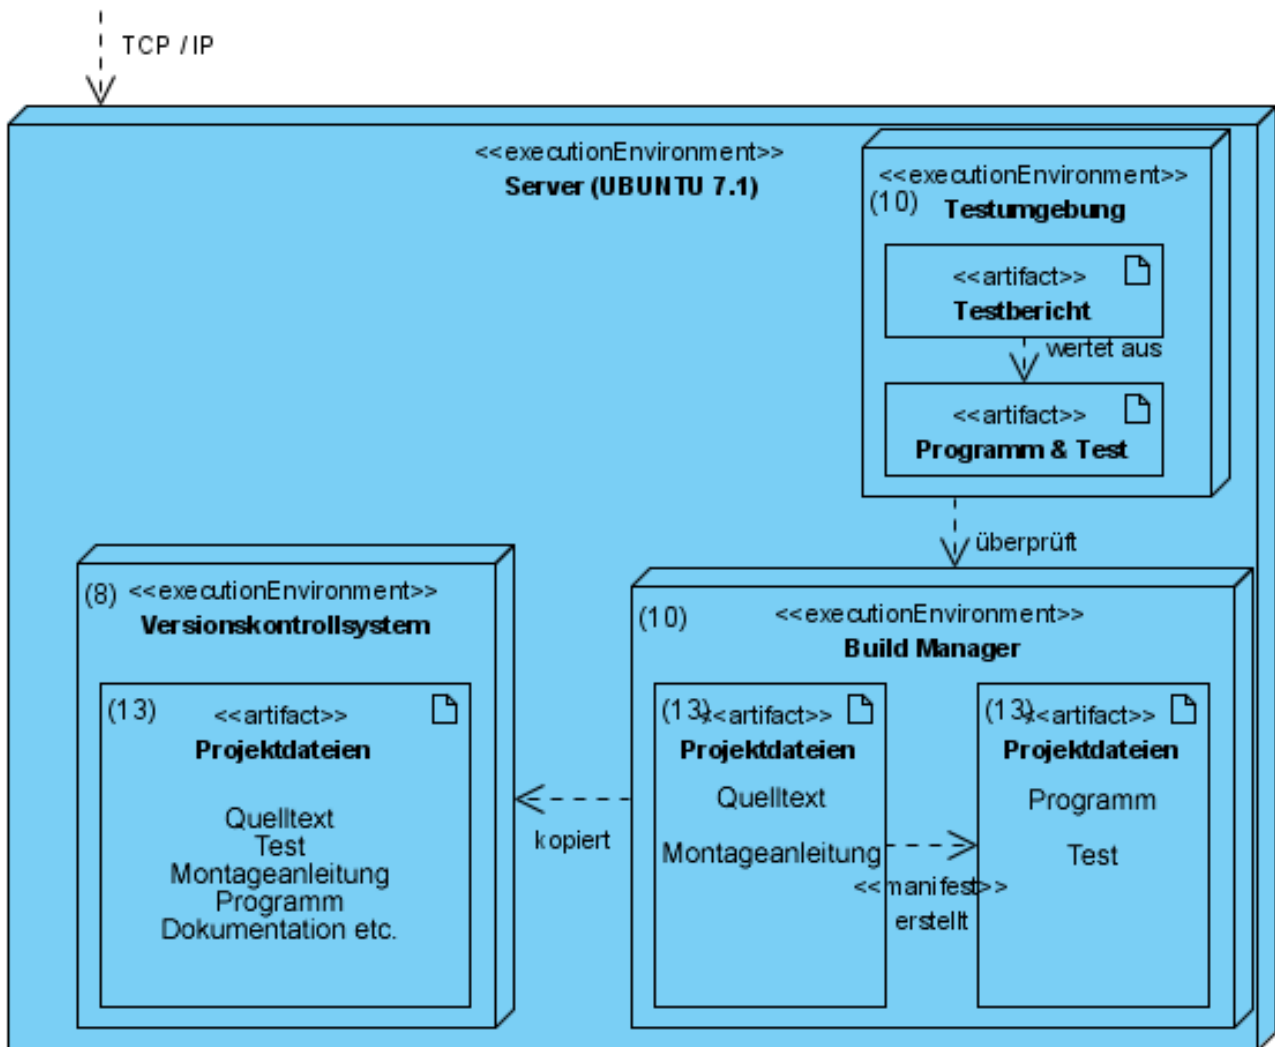 TCP / IP
<<executionEnvironment>>
Server (UBUNTU 7.1)
<<executionEnvironment>>
(10) Testumgebung
<<artifact>>
Testbericht
wertet aus
<<artifact>>
Programm & Test
überprüft
(8) <<executionEnvironment>>
Versionskontrollsystem
(13) <<artifact>>
Projektdateien
Quelltext
Test
Montageanleitung
Programm
Dokumentation etc.
kopiert
(10) <<executionEnvironment>>
Build Manager
(13) <<artifact>>
Projektdateien
Quelltext
Montageanleitung
<<manifest>>
erstellt
(13) <<artifact>>
Projektdateien
Programm
Test